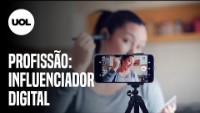 UOL
PROFISSÃO:
INFLUENCIADOR
DIGITAL